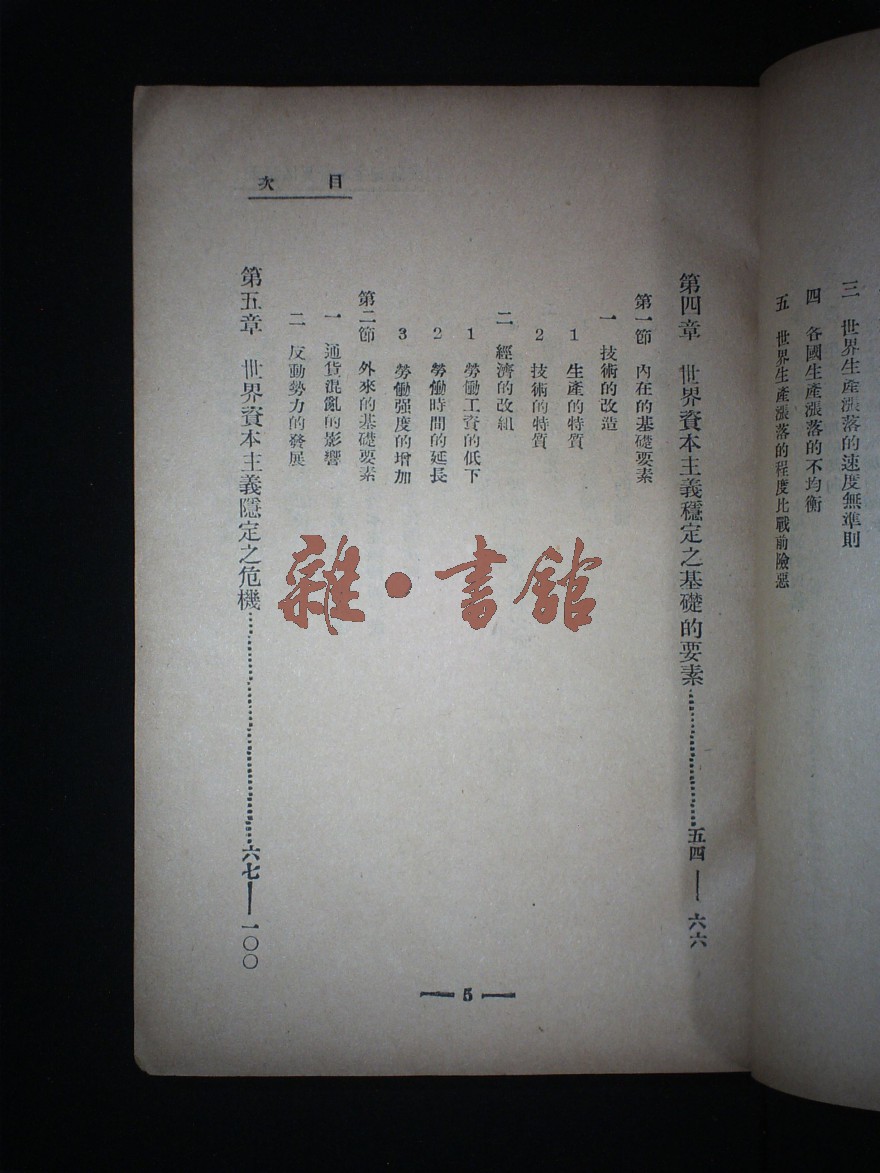 三　世界生產漲落的速度無準則
四　各國生產漲落的不均衡
五　世界生產漲落的程度比戰前險惡
次　目
第四章　世界資本主義穩定之基礎的要素…………五四——六六
第一節　內在的基礎要素
一　技術的改造
1　生產的特質
2　技術的特質
二　經濟的改組
1　勞働工資的低下
2　勞働時間的延長
3　勞働强度的增加
第二節　外來的基礎要素
一　通貨混亂的影響
二　反動勢力的發展
第五章　世界資本主義隱定之危機…………六七——一〇〇
— 5 —
雜·書館